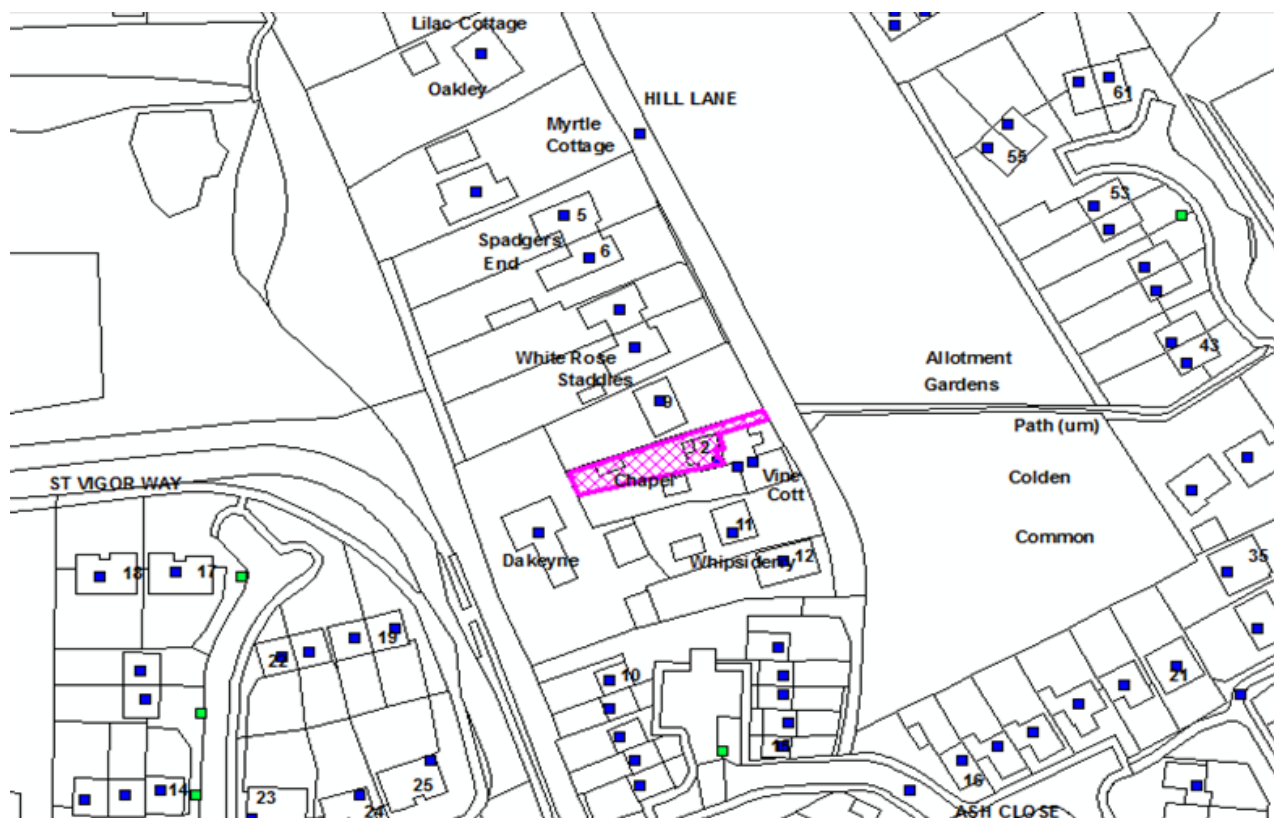 Lilac Cottage
Oakley
HILL LANE
61
Myrtle
Cottage
55
53
5
Spadgers
End
6
43
White Rose
Staddles
Allotment
Gardens
9
Path (um)
2
Chapel
Vine
Cott
Colden
Common
ST VIGOR WAY
11
Dakeyne
Whipsiderry
12
35
18
17
19
22
10
21
16
14
25
23
24
ASH CLOSE